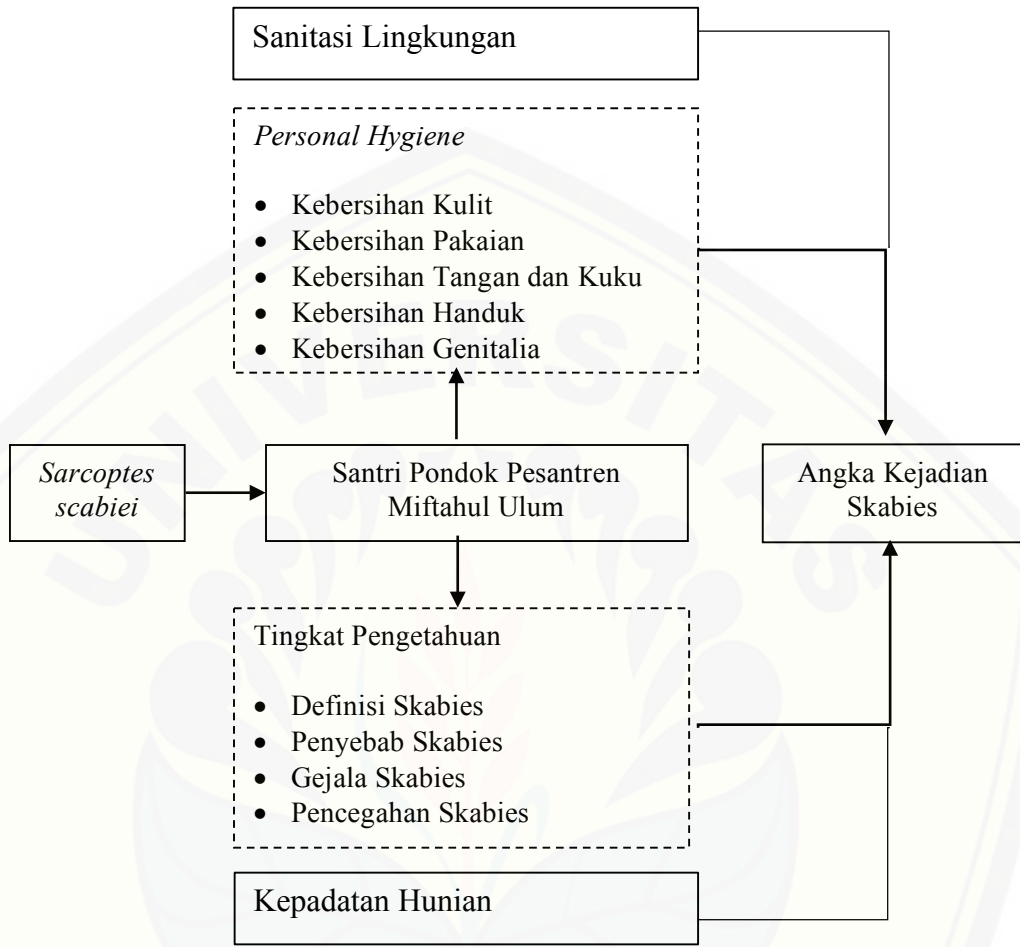 Sanitasi Lingkungan
Personal Hygiene
• Kebersihan Kulit
• Kebersihan Pakaian
• Kebersihan Tangan dan Kuku
• Kebersihan Handuk
• Kebersihan Genitalia
Sarcoptes
scabiei
Santri Pondok Pesantren
Miftahul Ulum
Angka Kejadian
Skabies
Tingkat Pengetahuan
• Definisi Skabies
• Penyebab Skabies
• Gejala Skabies
• Pencegahan Skabies
Kepadatan Hunian
UNIVERSITAS